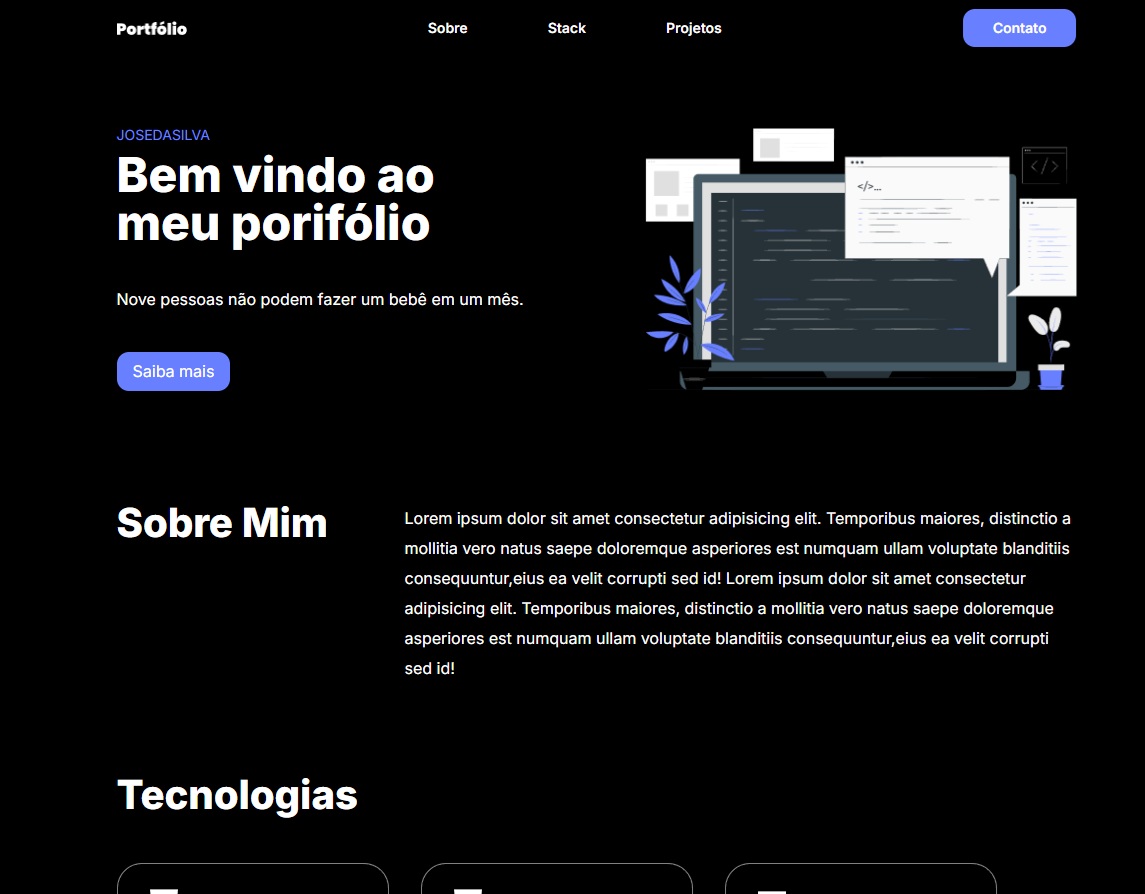 Portfólio
Sobre
Stack
Projetos
Contato
JOSEDASILVA
Bem vindo ao
meu porifólio
Nove pessoas não podem fazer um bebê em um mês.
Saiba mais
</>...
</>
Sobre Mim
Lorem ipsum dolor sit amet consectetur adipisicing elit. Temporibus maiores, distinctio a
mollitia vero natus saepe doloremque asperiores est numquam ullam voluptate blanditiis
consequuntur,eius ea velit corrupti sed id! Lorem ipsum dolor sit amet consectetur
adipisicing elit. Temporibus maiores, distinctio a mollitia vero natus saepe doloremque
asperiores est numquam ullam voluptate blanditiis consequuntur,eius ea velit corrupti
sed id!
Tecnologias